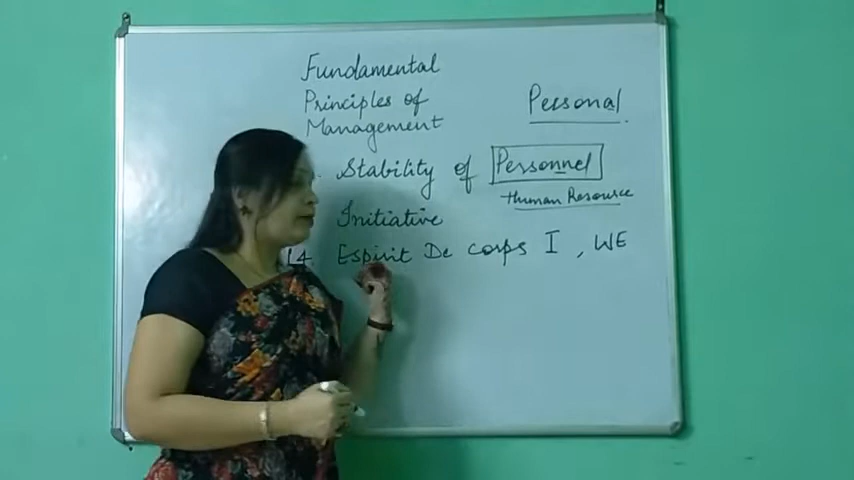 Fundamental
Principles of
Management
Personal
. Stability of Personnel
Human Resource
Initiative
14. Espirit De corps I , WE